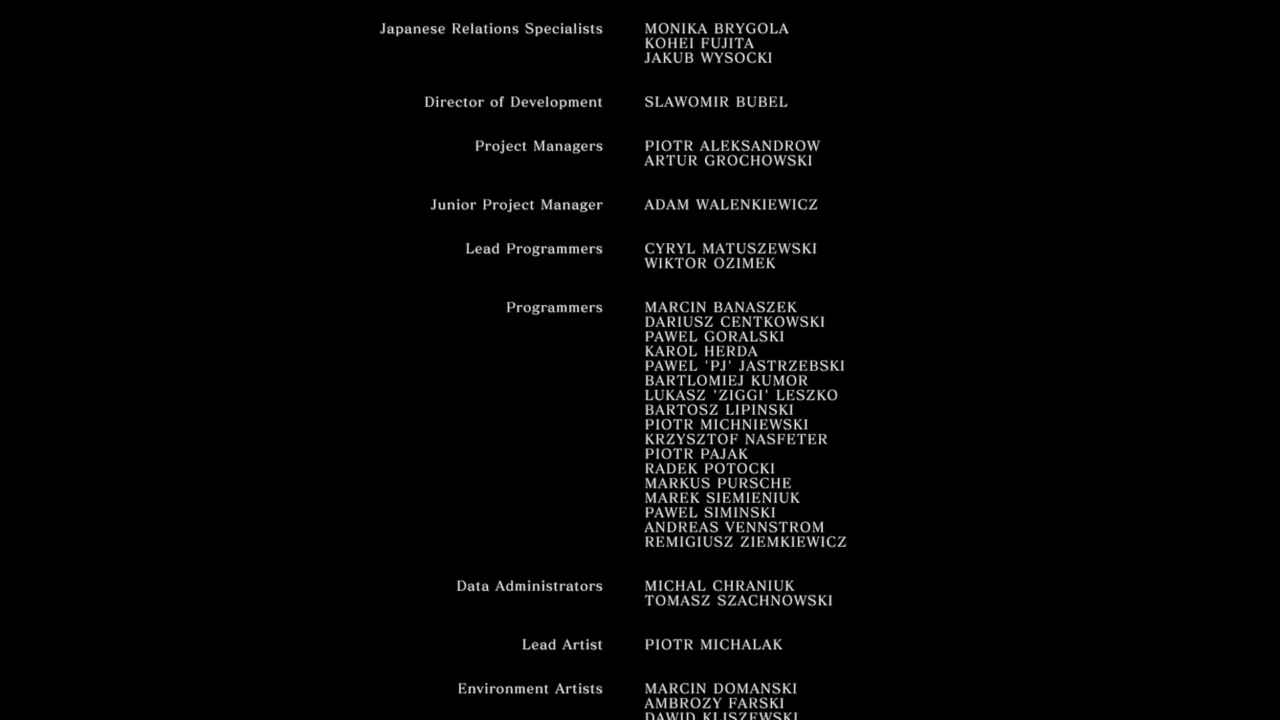 Japanese Relations Specialists MONIKA BRYGOLA
KOHEI FUJITA
JAKUB WYSOCKI
Director of Development SLAWOMIR BUBEL
Project Managers PIOTR ALEKSANDROW
ARTUR GROCHOWSKI
Junior Project Manager ADAM WALENKIEWICZ
Lead Programmers CYRYL MATUSZEWSKI
WIKTOR OZIMEK
Programmers MARCIN BANASZEK
DARIUSZ CENTKOWSKI
PAWEL GORALSKI
KAROL HERDA
PAWEL 'PJ' JASTRZEBSKI
BARTLOMIEJ KUMOR
LUKASZ 'ZIGGI' LESZKO
BARTOSZ LIPINSKI
PIOTR MICHNIEWSKI
KRZYSZTOF NASFETER
PIOTR PAJAK
RADEK POTOCKI
MARKUS PURSCHE
MAREK SIEMIENIUK
PAWEL SIMINSKI
ANDREAS VENNSTROM
REMIGIUSZ ZIEMKIEWICZ
Data Administrators MICHAL CHRANIUK
TOMASZ SZACHNOWSKI
Lead Artist PIOTR MICHALAK
Environment Artists MARCIN DOMANSKI
AMBROZY FARSKI
DAWID KLISZEWSKI